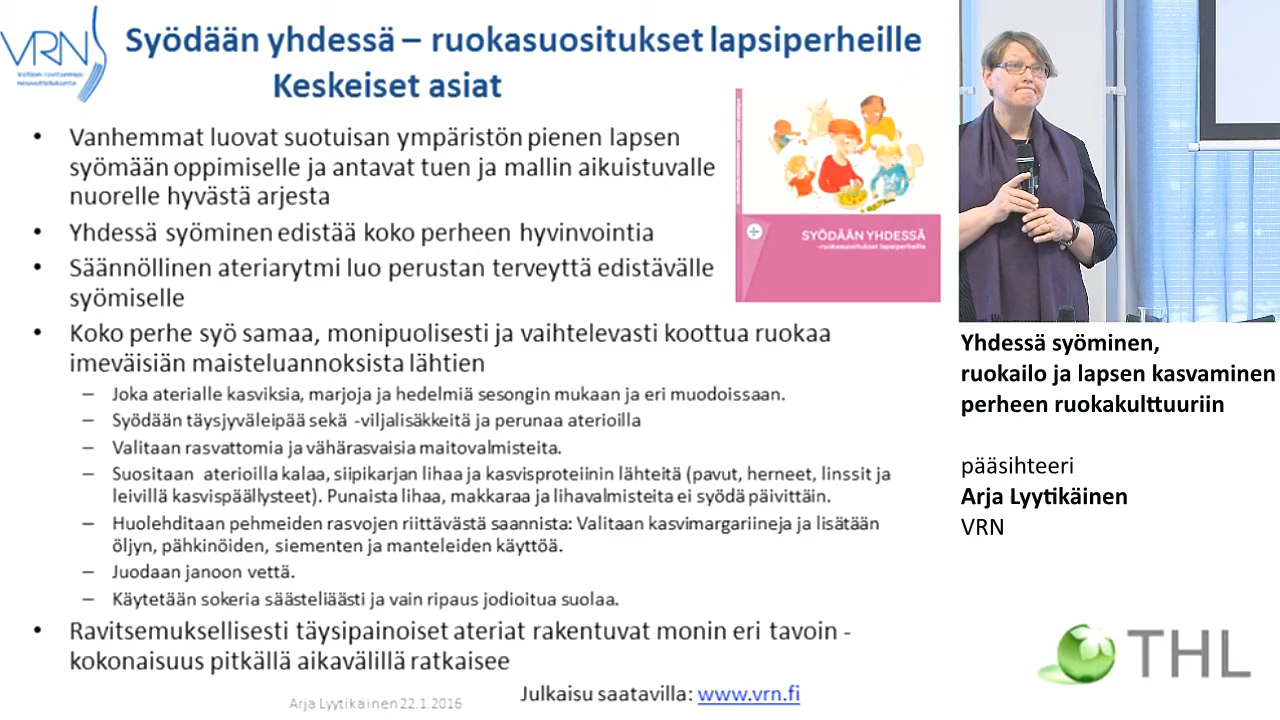 VRN
Valtion ravitsemus-
neuvottelukunta
Syödään yhdessä – ruokasuositukset lapsiperheille
Keskeiset asiat
• Vanhemmat luovat suotuisan ympäristön pienen lapsen
syömään oppimiselle ja antavat tuen ja mallin aikuistuvalle
nuorelle hyvästä arjesta
• Yhdessä syöminen edistää koko perheen hyvinvointia
• Säännöllinen ateriarytmi luo perustan terveyttä edistävälle
syömiselle
• Koko perhe syö samaa, monipuolisesti ja vaihtelevasti koottua ruokaa
imeväisiän maisteluannoksista lähtien
– Joka aterialle kasviksia, marjoja ja hedelmiä sesongin mukaan ja eri muodoissaan.
– Syödään täysjyväleipää sekä -viljalisäkkeitä ja perunaa aterioilla
– Valitaan rasvattomia ja vähärasvaisia maitovalmisteita.
– Suositaan aterioilla kalaa, siipikarjan lihaa ja kasvisproteiinin lähteitä (pavut, herneet, linssit ja
leivillä kasvispäällysteet). Punaista lihaa, makkaraa ja lihavalmisteita ei syödä päivittäin.
– Huolehditaan pehmeiden rasvojen riittävästä saannista: Valitaan kasvimargariineja ja lisätään
öljyn, pähkinöiden, siementen ja manteleiden käyttöä.
– Juodaan janoon vettä.
– Käytetään sokeria säästeliäästi ja vain ripaus jodioitua suolaa.
• Ravitsemuksellisesti täysipainoiset ateriat rakentuvat monin eri tavoin -
kokonaisuus pitkällä aikavälillä ratkaisee
Julkaisu saatavilla: www.vrn.fi
Arja Lyytikäinen 22.1.2016
SYÖDÄÄN YHDESSÄ
-ruokasuositukset lapsiperheille
Yhdessä syöminen,
ruokailo ja lapsen kasvaminen
perheen ruokakulttuuriin
pääsihteeri
Arja Lyytikäinen
VRN
THL